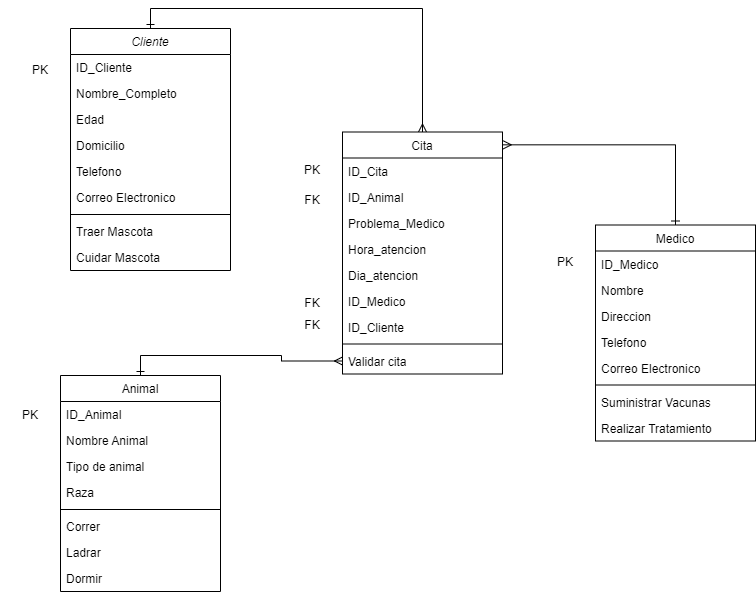 Cliente
PK
ID_Cliente
Nombre_Completo
Edad
Domicilio
Telefono
Correo Electronico
Traer Mascota
Cuidar Mascota
Cita
PK
ID_Cita
FK
ID_Animal
Problema_Medico
Hora_atencion
Dia_atencion
FK
ID_Medico
FK
ID_Cliente
Validar cita
Medico
PK
ID_Medico
Nombre
Direccion
Telefono
Correo Electronico
Suministrar Vacunas
Realizar Tratamiento
Animal
PK
ID_Animal
Nombre Animal
Tipo de animal
Raza
Correr
Ladrar
Dormir